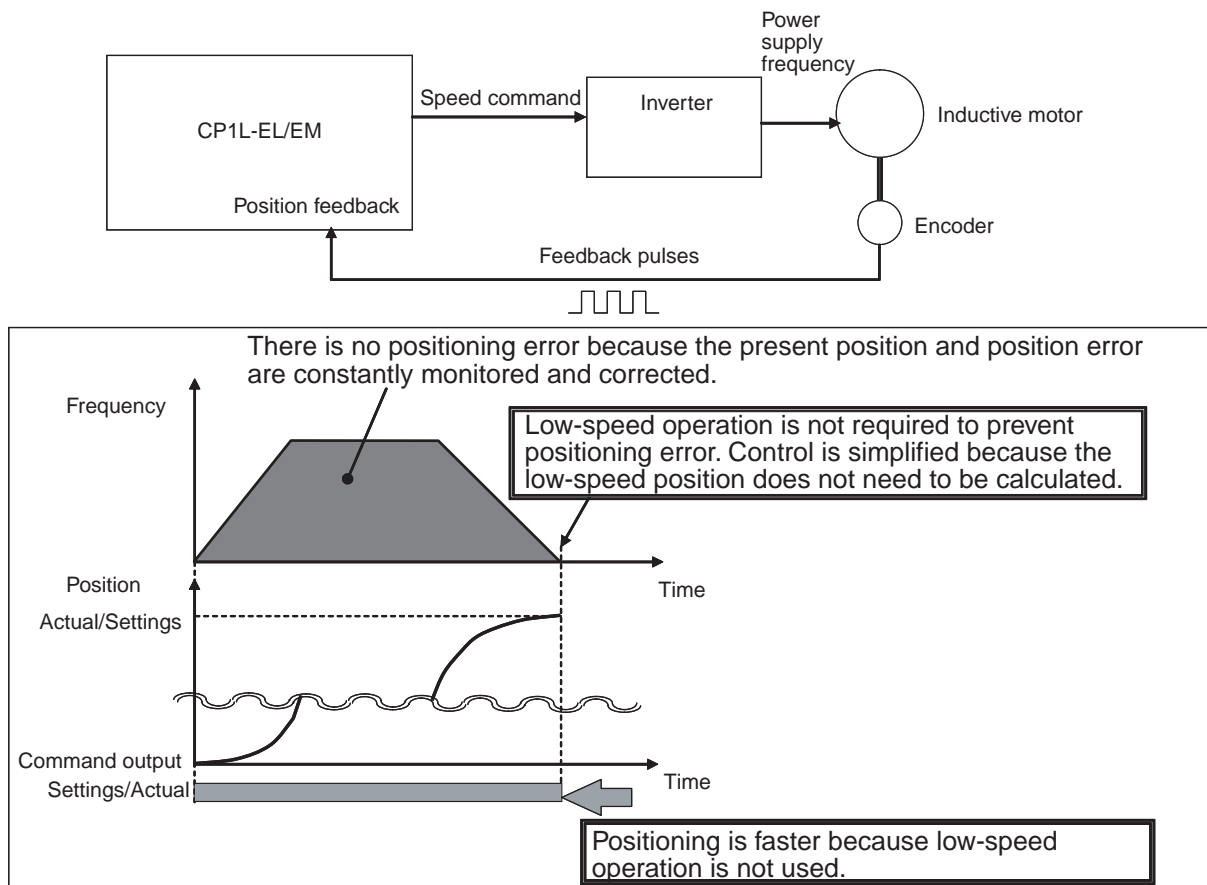 Power
supply
frequency
Speed command
Inverter
CP1L-EL/EM
Inductive motor
Position feedback
Encoder
Feedback pulses
There is no positioning error because the present position and position error
are constantly monitored and corrected.
Frequency
Low-speed operation is not required to prevent
positioning error. Control is simplified because the
low-speed position does not need to be calculated.
Time
Position
Actual/Settings
Command output
Time
Settings/Actual
Positioning is faster because low-speed
operation is not used.